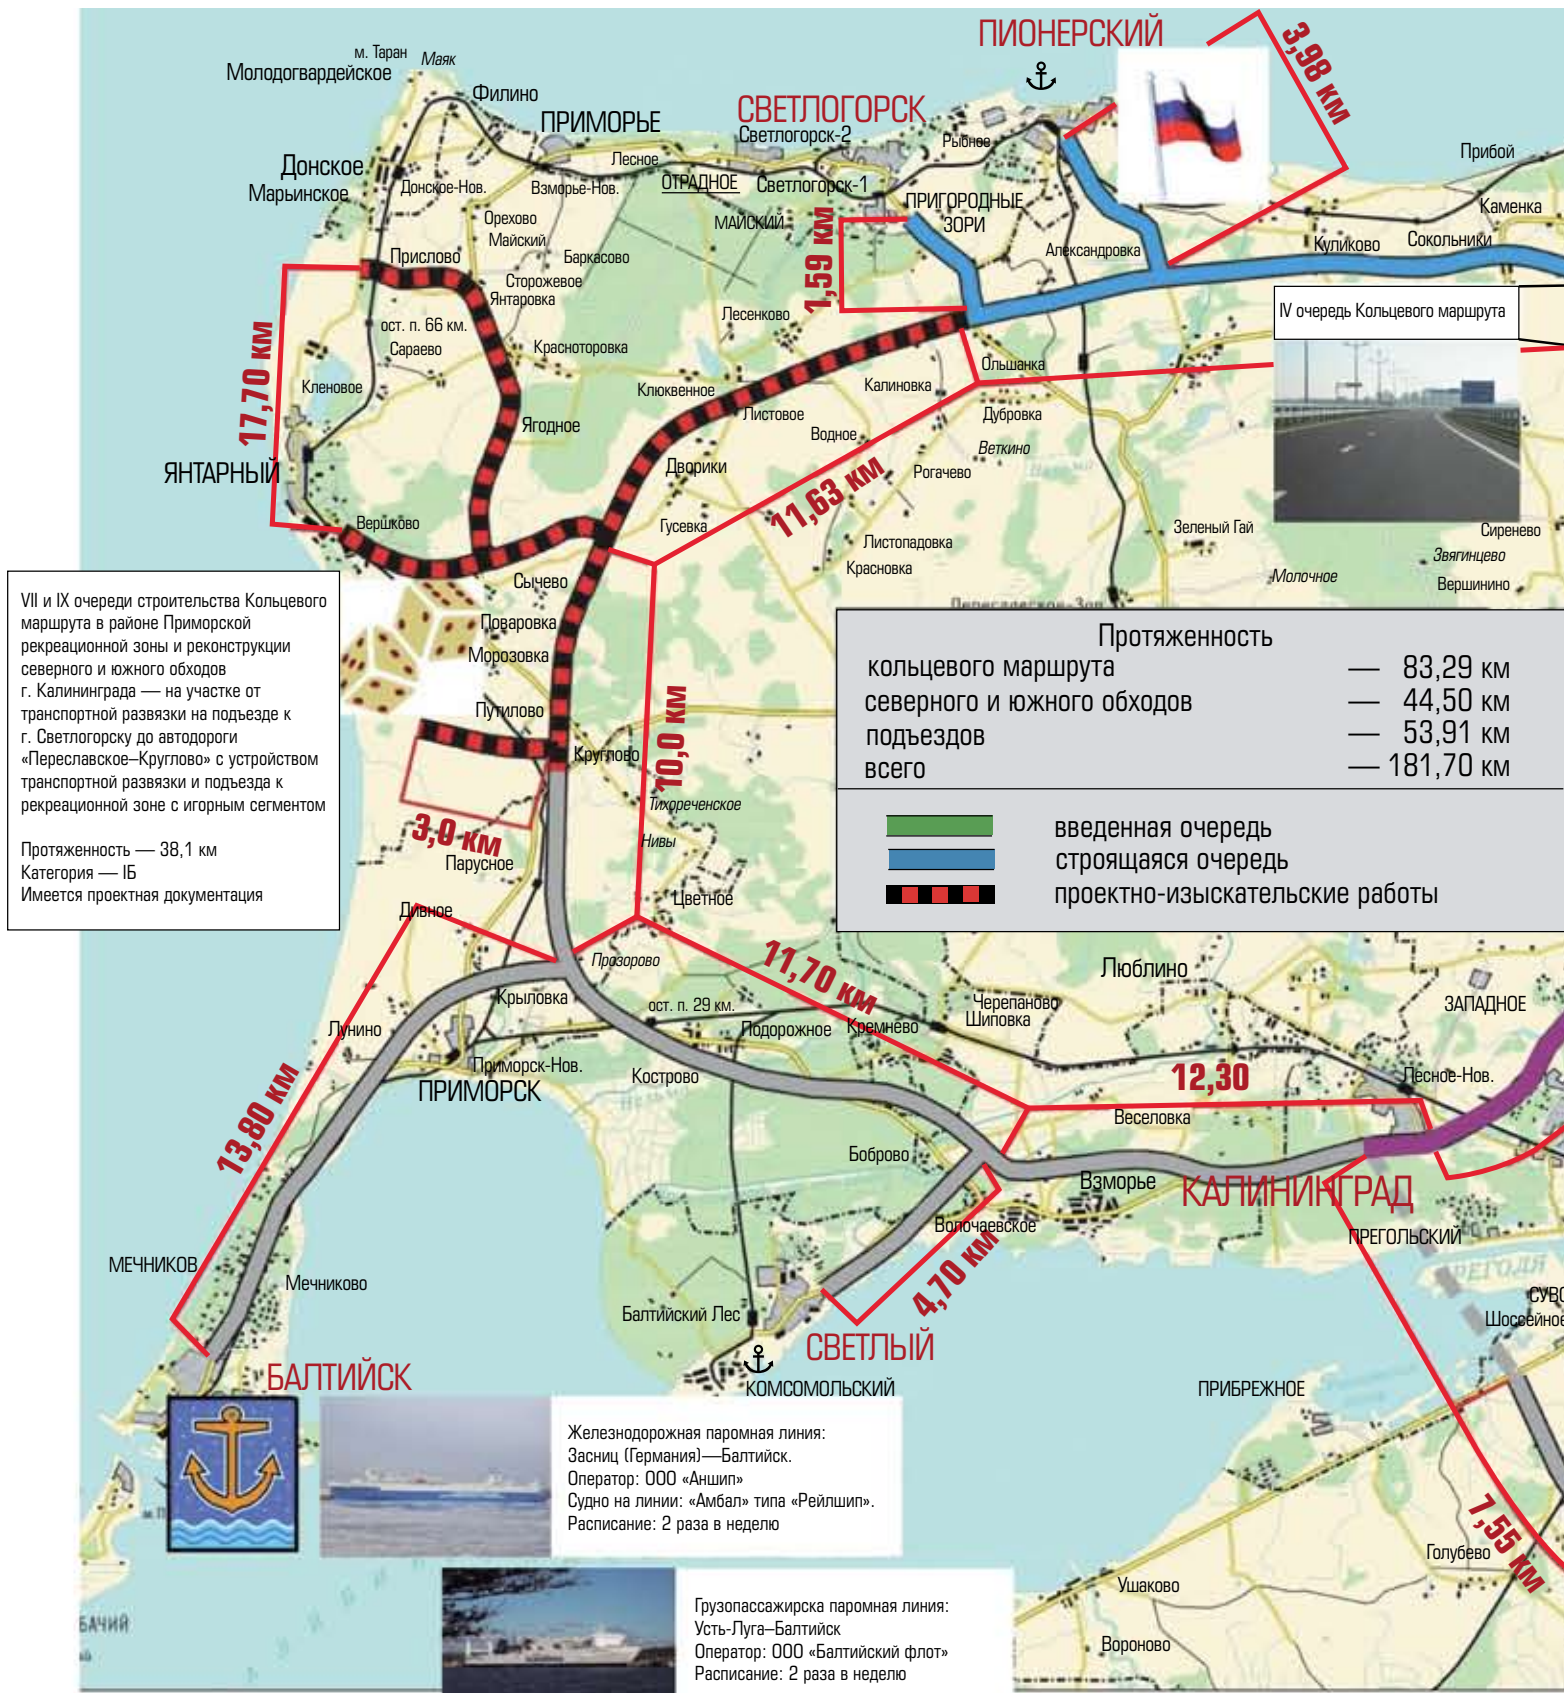 ПИОНЕРСКИЙ
3,98 км
м. Таран
Маяк
Молодогвардейское
Филино
СВЕТЛОГОРСК
ПРИМОРЬЕ
Светлогорск-2
Рыбное
Прибой
Лесное
Донское
Марьинское
Донское-Нов.
Взморье-Нов.
ОТРАДНОЕ
Светлогорск-1
ПРИГОРОДНЫЕ
ЗОРИ
Каменка
Орехово
МАЙСКИЙ
Майский
Прислово
Баркасово
Александровка
Куликово
Сокольники
1,59 км
Сторожевое
Янтаровка
Лесенково
IV очередь Кольцевого маршрута
ост. п. 66 км.
Сараево
Красноторовка
17,70 км
Кленовое
Клюквенное
Калиновка
Ольшанка
Листовое
Дубровка
Ягодное
Водное
Веткино
ЯНТАРНЫЙ
Дворики
Рогачево
11,63 км
Вершково
Гусевка
Зеленый Гай
Сиренево
Листопадовка
Звягинцево
Красновка
Молочное
Вершинино
Сычево
VII и IX очереди строительства Кольцевого
маршрута в районе Приморской
рекреационной зоны и реконструкции
северного и южного обходов
г. Калининграда — на участке от
транспортной развязки на подъезде к
г. Светлогорску до автодороги
«Переславское–Круглово» с устройством
транспортной развязки и подъезда к
рекреационной зоне с игорным сегментом
Протяженность — 38,1 км
Категория — IБ
Имеется проектная документация
Поваровка
Морозовка
Путилово
Круглово
10,0 км
Тихореченское
3,0 км
Нивы
Парусное
Цветное
Дивное
Протяженность
кольцевого маршрута — 83,29 км
северного и южного обходов — 44,50 км
подъездов — 53,91 км
всего — 181,70 км
введенная очередь
строящаяся очередь
проектно-изыскательские работы
Прозорово
11,70 км
Люблино
Крыловка
ост. п. 29 км.
Черепаново
Шиповка
ЗАПАДНОЕ
Лунино
Подорожное
Кремнево
Приморск-Нов.
Кострово
12,30
Лесное-Нов.
ПРИМОРСК
13,80 км
Веселовка
Боброво
Взморье
КАЛИНИНГРАД
Волочаевское
ПРЕГОЛЬСКИЙ
МЕЧНИКОВ
Мечниково
4,70 км
Балтийский Лес
СУВО
Шоссейное
СВЕТЛЫЙ
БАЛТИЙСК
КОМСОМОЛЬСКИЙ
ПРИБРЕЖНОЕ
Железнодорожная паромная линия:
Засниц (Германия)—Балтийск.
Оператор: ООО «Аншип»
Судно на линии: «Амбал» типа «Рейлшип».
Расписание: 2 раза в неделю
7,55 км
Голубево
Ушаково
Грузопассажирска паромная линия:
Усть-Луга–Балтийск
Оператор: ООО «Балтийский флот»
Расписание: 2 раза в неделю
Вороново
БАЧИЙ